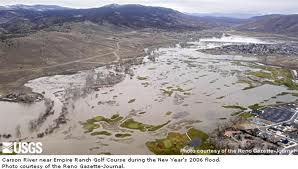 USGS
Photo courtesy of the Reno Gazette-Journal
Carson River near Empire Ranch Golf Course during the New Year's 2006 flood.
Photo courtesy of the Reno Gazette-Journal.